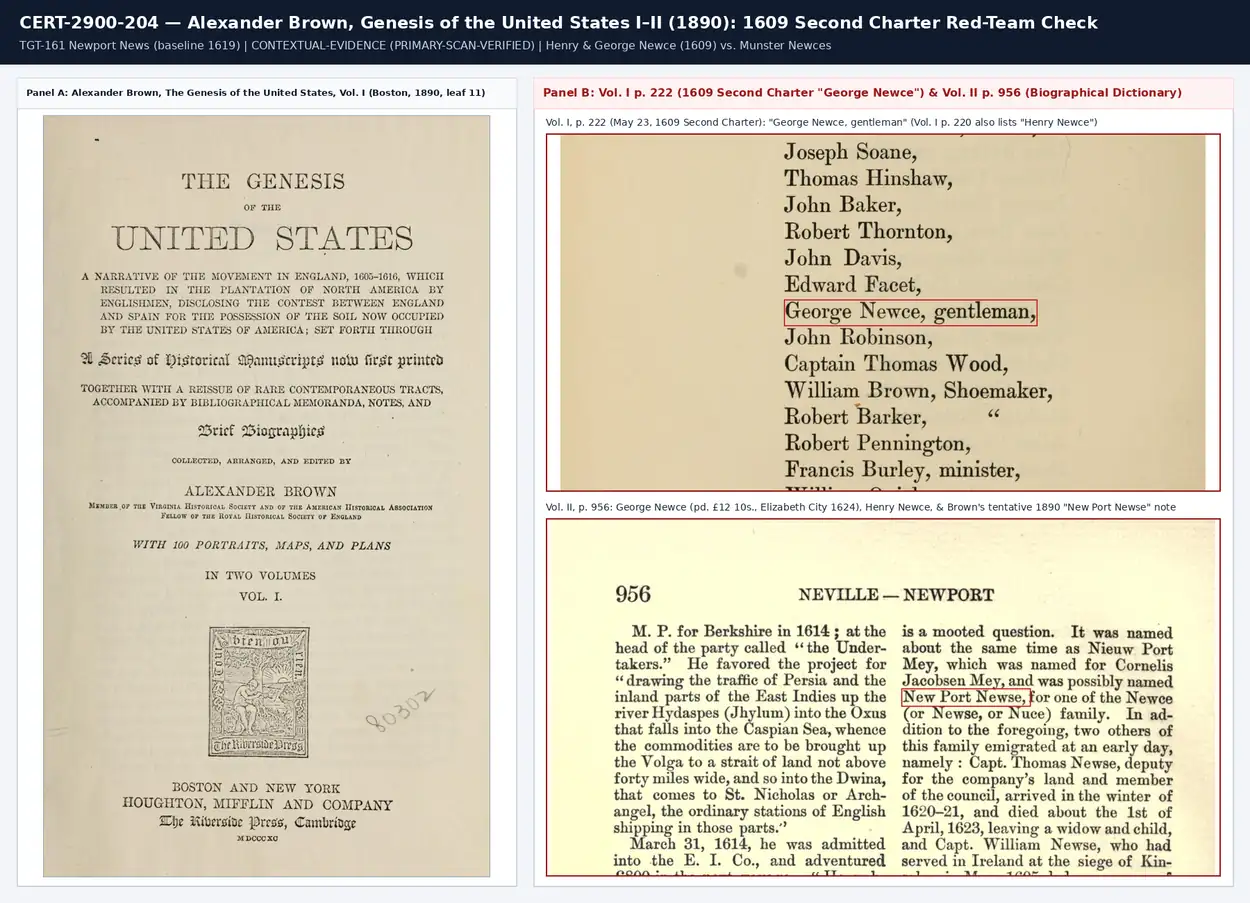 CERT-2900-204 — Alexander Brown, Genesis of the United States I–II (1890): 1609 Second Charter Red-Team Check
TGT-161 Newport News (baseline 1619) | CONTEXTUAL-EVIDENCE (PRIMARY-SCAN-VERIFIED) | Henry & George Newce (1609) vs. Munster Newces
Panel A: Alexander Brown, The Genesis of the United States, Vol. I (Boston, 1890, leaf 11)
THE GENESIS
OF THE
UNITED STATES
A NARRATIVE OF THE MOVEMENT IN ENGLAND, 1605–1616, WHICH
RESULTED IN THE PLANTATION OF NORTH AMERICA BY
ENGLISHMEN, DISCLOSING THE CONTEST BETWEEN ENGLAND
AND SPAIN FOR THE POSSESSION OF THE SOIL NOW OCCUPIED
BY THE UNITED STATES OF AMERICA; SET FORTH THROUGH
A Series of Historical Manuscripts now first printed
TOGETHER WITH A REISSUE OF RARE CONTEMPORANEOUS TRACTS,
ACCOMPANIED BY BIBLIOGRAPHICAL MEMORANDA, NOTES, AND
Brief Biographies
COLLECTED, ARRANGED, AND EDITED BY
ALEXANDER BROWN
MEMBER OF THE VIRGINIA HISTORICAL SOCIETY AND OF THE AMERICAN HISTORICAL ASSOCIATION
FELLOW OF THE ROYAL HISTORICAL SOCIETY OF ENGLAND
WITH 100 PORTRAITS, MAPS, AND PLANS
IN TWO VOLUMES
VOL. I.
Tout bien ou rien
The Riverside Press
80302
BOSTON AND NEW YORK
HOUGHTON, MIFFLIN AND COMPANY
The Riverside Press, Cambridge
MDCCCXC
Panel B: Vol. I p. 222 (1609 Second Charter "George Newce") & Vol. II p. 956 (Biographical Dictionary)
Vol. I, p. 222 (May 23, 1609 Second Charter): "George Newce, gentleman" (Vol. I p. 220 also lists "Henry Newce")
Joseph Soane,
Thomas Hinshaw,
John Baker,
Robert Thornton,
John Davis,
Edward Facet,
George Newce, gentleman,
John Robinson,
Captain Thomas Wood,
William Brown, Shoemaker,
Robert Barker, “
Robert Pennington,
Francis Burley, minister,
Vol. II, p. 956: George Newce (pd. £12 10s., Elizabeth City 1624), Henry Newce, & Brown's tentative 1890 "New Port Newse" note
956 NEVILLE — NEWPORT
M. P. for Berkshire in 1614; at the
head of the party called “the Under-
takers.” He favored the project for
“drawing the traffic of Persia and the
inland parts of the East Indies up the
river Hydaspes (Jhylum) into the Oxus
that falls into the Caspian Sea, whence
the commodities are to be brought up
the Volga to a strait of land not above
forty miles wide, and so into the Dwina,
that comes to St. Nicholas or Arch-
angel, the ordinary stations of English
shipping in those parts.”
March 31, 1614, he was admitted
into the E. I. Co., and adventured
is a mooted question. It was named
about the same time as Nieuw Port
Mey, which was named for Cornelis
Jacobsen Mey, and was possibly named
New Port Newse, for one of the Newce
(or Newse, or Nuce) family. In ad-
dition to the foregoing, two others of
this family emigrated at an early day,
namely : Capt. Thomas Newse, deputy
for the company's land and member
of the council, arrived in the winter of
1620–21, and died about the 1st of
April, 1623, leaving a widow and child,
and Capt. William Newse, who had
served in Ireland at the siege of Kin-